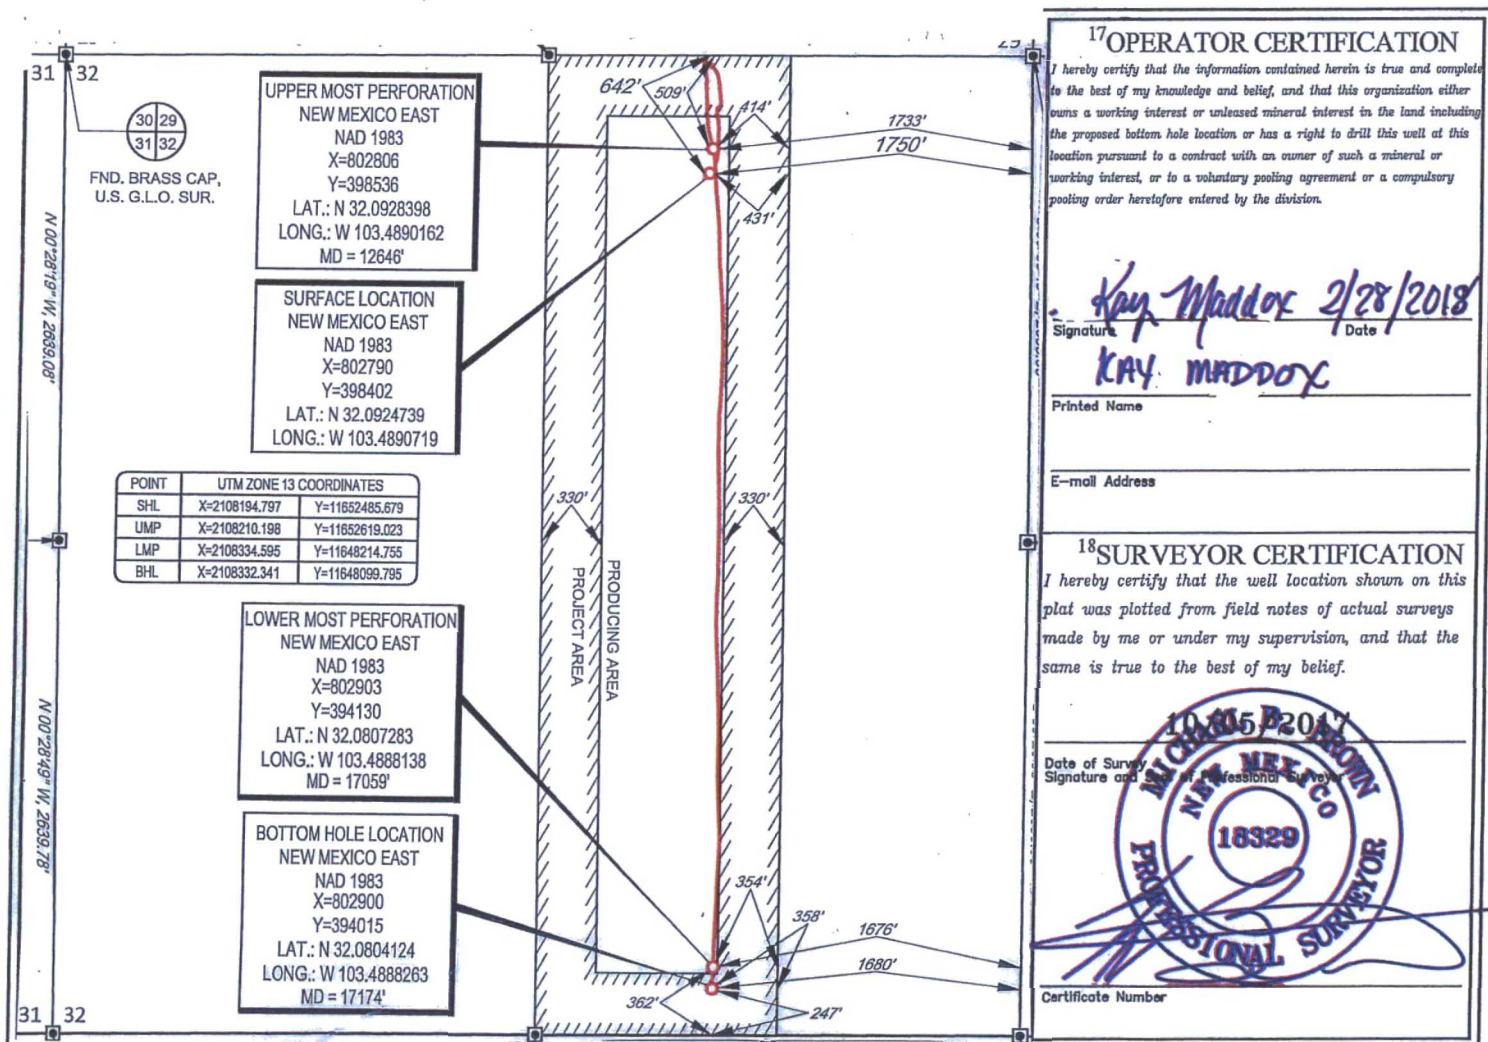 31 32
30 29
31 32
FND. BRASS CAP,
U.S. G.L.O. SUR.
N 00°28'19" W, 2689.08'
N 00°28'49" W, 2639.78'
UPPER MOST PERFORATION
NEW MEXICO EAST
NAD 1983
X=802806
Y=398536
LAT.: N 32.0928398
LONG.: W 103.4890162
MD = 12646'
SURFACE LOCATION
NEW MEXICO EAST
NAD 1983
X=802790
Y=398402
LAT.: N 32.0924739
LONG.: W 103.4890719
POINT UTM ZONE 13 COORDINATES
SHL X=2108194.797 Y=11652485.679
UMP X=2108210.198 Y=11652619.023
LMP X=2108334.595 Y=11648214.755
BHL X=2108332.341 Y=11648099.795
LOWER MOST PERFORATION
NEW MEXICO EAST
NAD 1983
X=802903
Y=394130
LAT.: N 32.0807283
LONG.: W 103.4888138
MD = 17059'
BOTTOM HOLE LOCATION
NEW MEXICO EAST
NAD 1983
X=802900
Y=394015
LAT.: N 32.0804124
LONG.: W 103.4888263
MD = 17174'
31 32
642'
509'
414'
1733'
1750'
431'
330'
330'
PRODUCING AREA
PROJECT AREA
354'
358'
1676'
1680'
362'
247'
17 OPERATOR CERTIFICATION
I hereby certify that the information contained herein is true and complete
to the best of my knowledge and belief, and that this organization either
owns a working interest or unleased mineral interest in the land including
the proposed bottom hole location or has a right to drill this well at this
location pursuant to a contract with an owner of such a mineral or
working interest, or to a voluntary pooling agreement or a compulsory
pooling order heretofore entered by the division.
Kay Maddox 2/28/2018
Signature Date
KAY MADDOX
Printed Name
E-mail Address
18 SURVEYOR CERTIFICATION
I hereby certify that the well location shown on this
plat was plotted from field notes of actual surveys
made by me or under my supervision, and that the
same is true to the best of my belief.
10/05/2017
Date of Survey
Signature and Seal of Professional Surveyor
MICHAEL B. BROWN
NEW MEXICO
18329
PROFESSIONAL SURVEYOR
Certificate Number